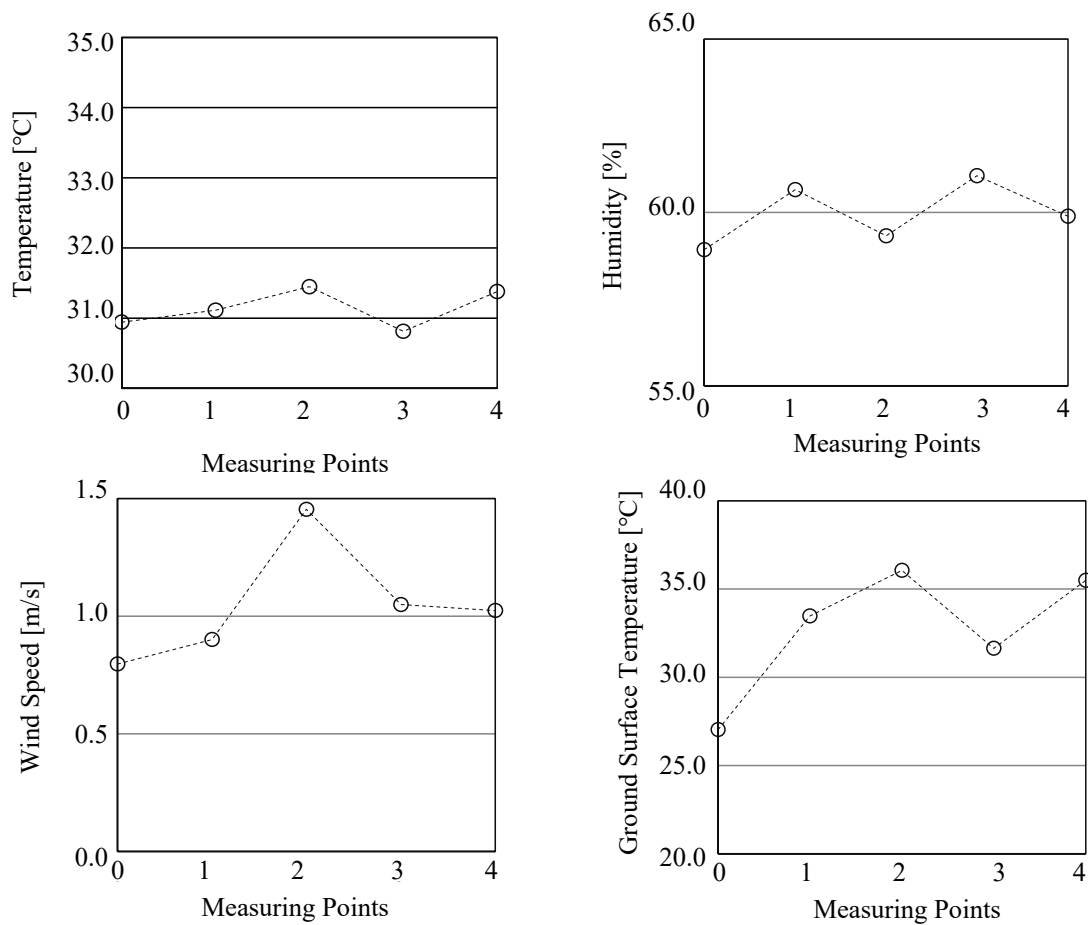 35.0
34.0
33.0
32.0
31.0
30.0
Temperature [℃]
0 1 2 3 4
Measuring Points
65.0
60.0
55.0
Humidity [%]
0 1 2 3 4
Measuring Points
1.5
1.0
0.5
0.0
Wind Speed [m/s]
0 1 2 3 4
Measuring Points
40.0
35.0
30.0
25.0
20.0
Ground Surface Temperature [℃]
0 1 2 3 4
Measuring Points